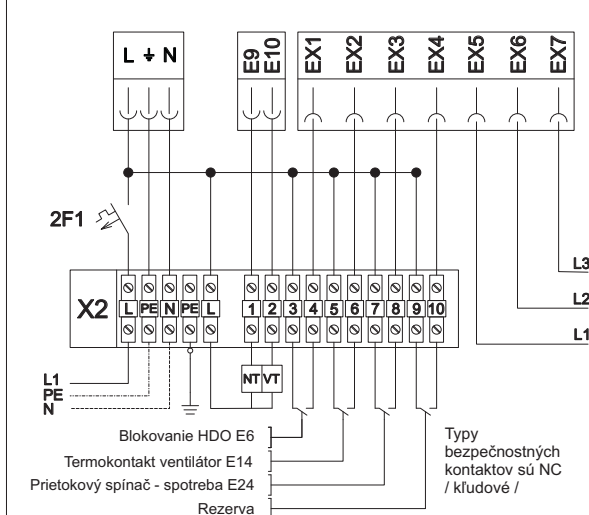 L ⏚ N
E9 E10
EX1 EX2 EX3 EX4 EX5 EX6 EX7
2F1
L3
L2
L1
X2 L PE N PE L 1 2 3 4 5 6 7 8 9 10
L1
PE
N
NT VT
Blokovanie HDO E6
Termokontakt ventilátor E14
Prietokový spínač - spotreba E24
Rezerva
Typy
bezpečnostných
kontaktov sú NC
/ kľudové /